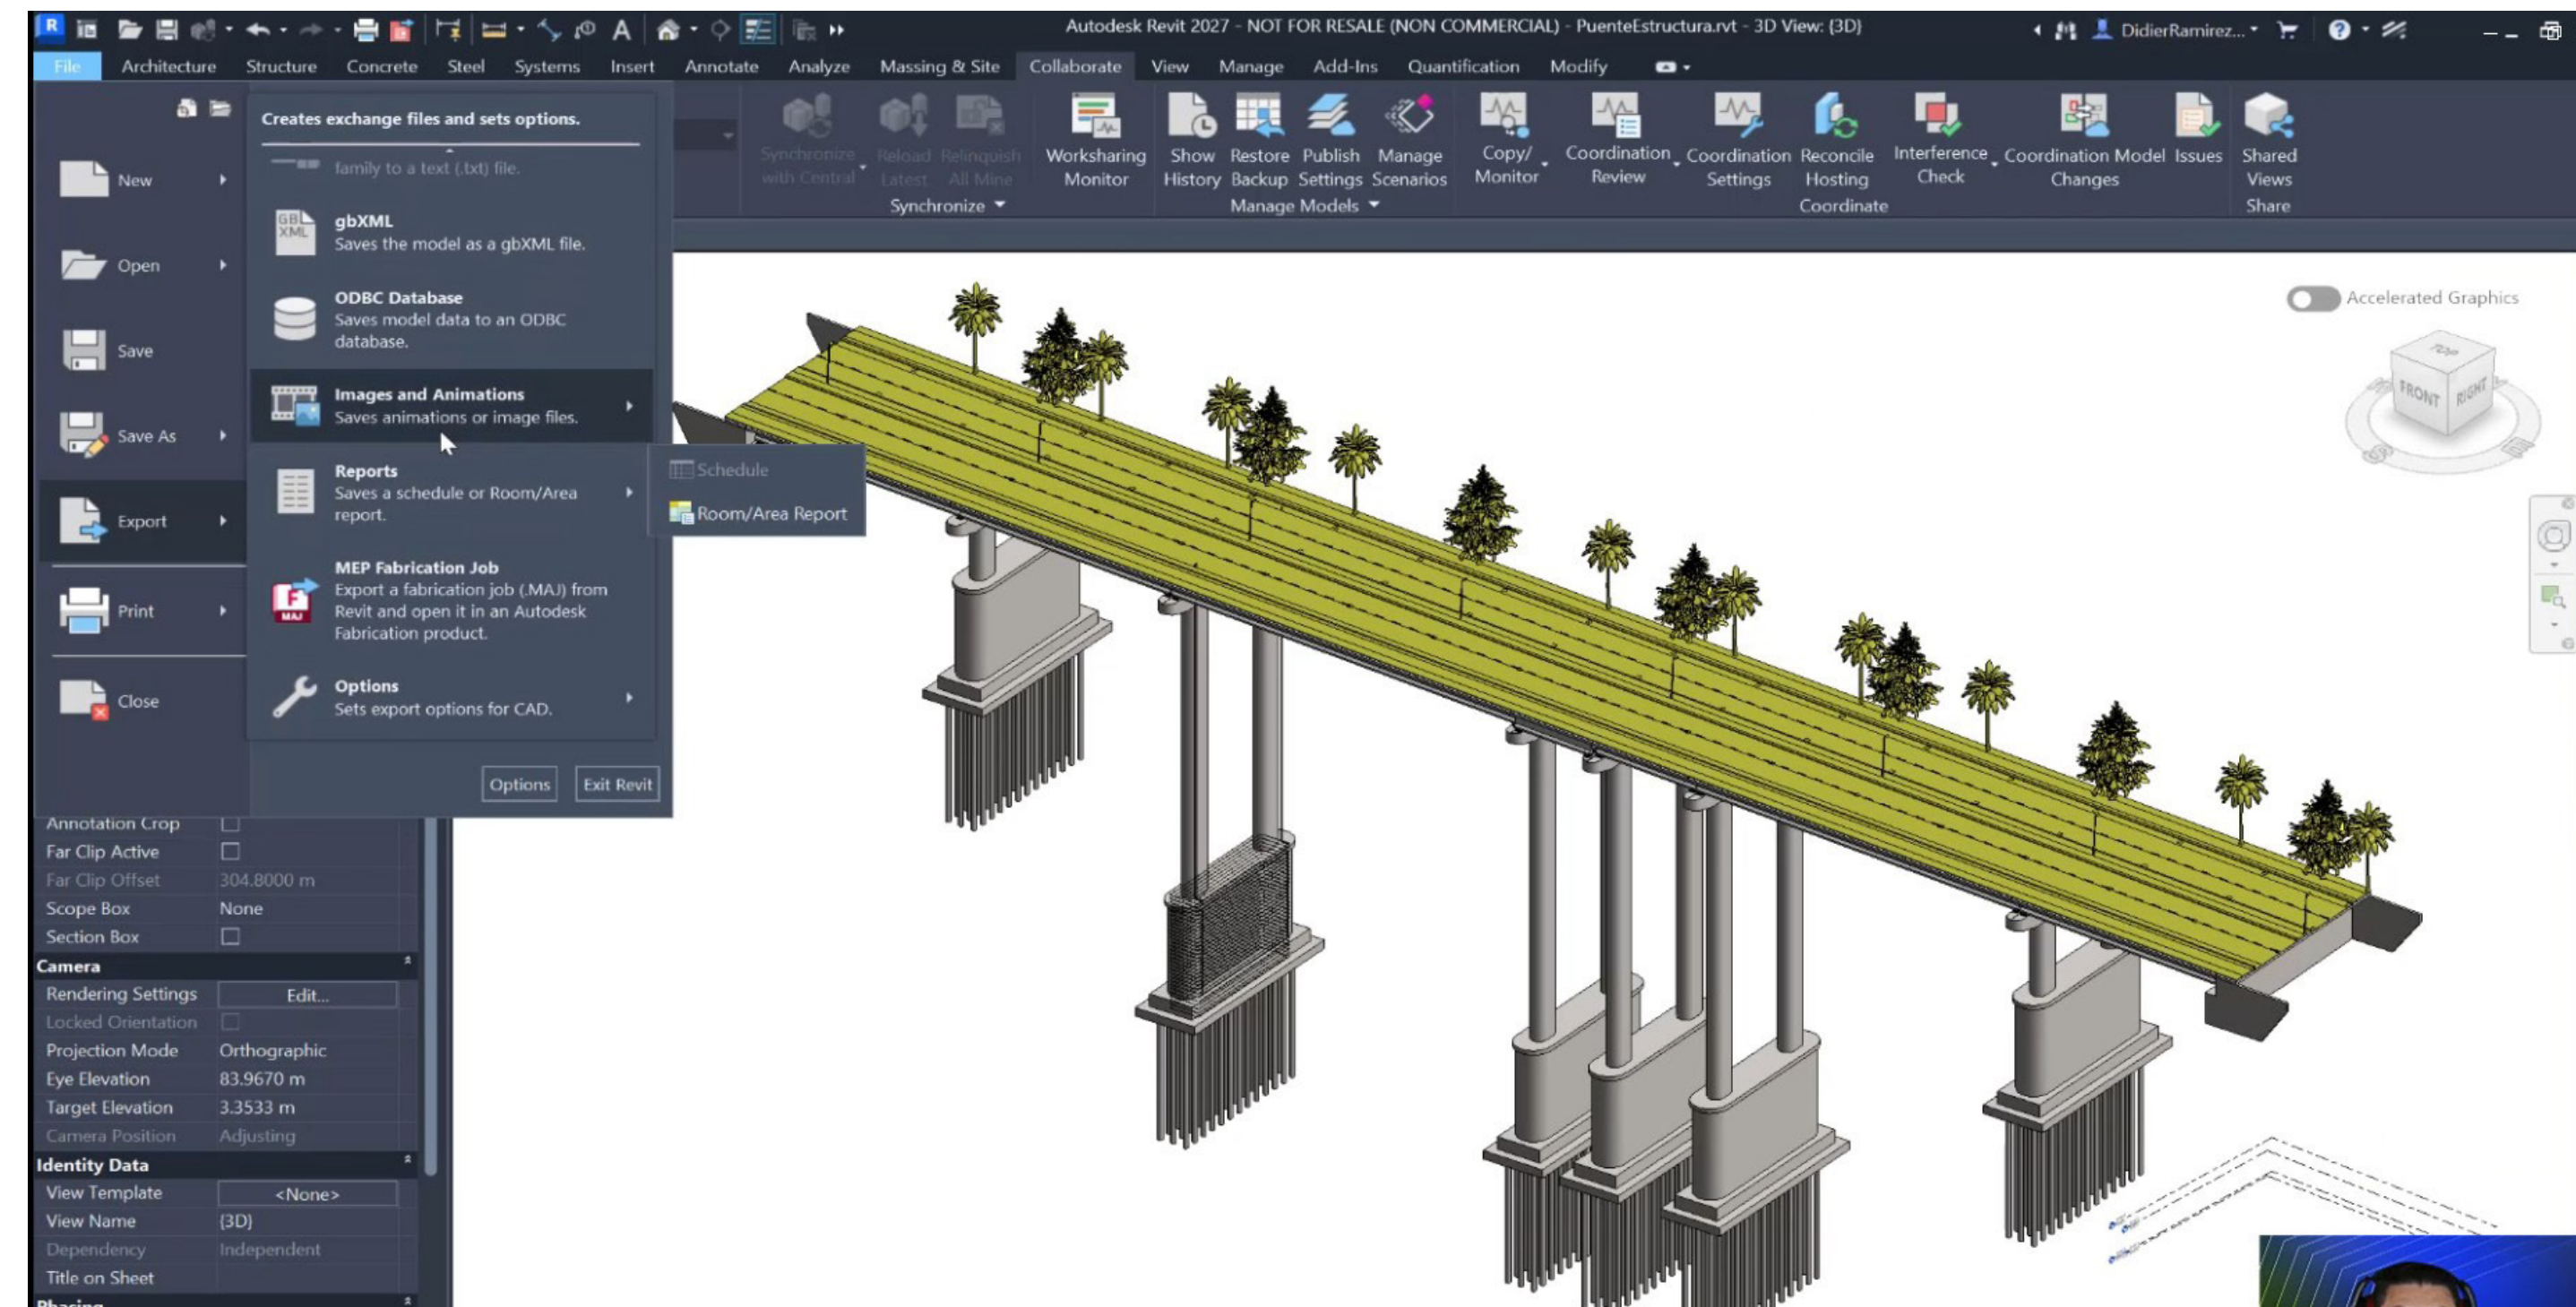 Autodesk Revit 2027 - NOT FOR RESALE (NON COMMERCIAL) - PuenteEstructura.rvt - 3D View: {3D}
DidierRamirez...
File Architecture Structure Concrete Steel Systems Insert Annotate Analyze Massing & Site Collaborate View Manage Add-Ins Quantification Modify
Synchronize with Central
Reload Latest
Relinquish All Mine
Worksharing Monitor
Show History
Restore Backup
Publish Settings
Manage Scenarios
Copy/ Monitor
Coordination Review
Coordination Settings
Reconcile Hosting
Interference Check
Coordination Model Changes
Issues
Shared Views
Synchronize
Manage Models
Coordinate
Share
New
Open
Save
Save As
Export
Print
Close
Creates exchange files and sets options.
family to a text (.txt) file.
GB XML
gbXML
Saves the model as a gbXML file.
ODBC Database
Saves model data to an ODBC
database.
Images and Animations
Saves animations or image files.
Reports
Saves a schedule or Room/Area
report.
Schedule
Room/Area Report
F
MAJ
MEP Fabrication Job
Export a fabrication job (.MAJ) from
Revit and open it in an Autodesk
Fabrication product.
Options
Sets export options for CAD.
Options
Exit Revit
Accelerated Graphics
TOP
FRONT
RIGHT
Annotation Crop
Far Clip Active
Far Clip Offset 304.8000 m
Scope Box None
Section Box
Camera
Rendering Settings Edit...
Locked Orientation
Projection Mode Orthographic
Eye Elevation 83.9670 m
Target Elevation 3.3533 m
Camera Position Adjusting
Identity Data
View Template <None>
View Name {3D}
Dependency Independent
Title on Sheet
Phasing